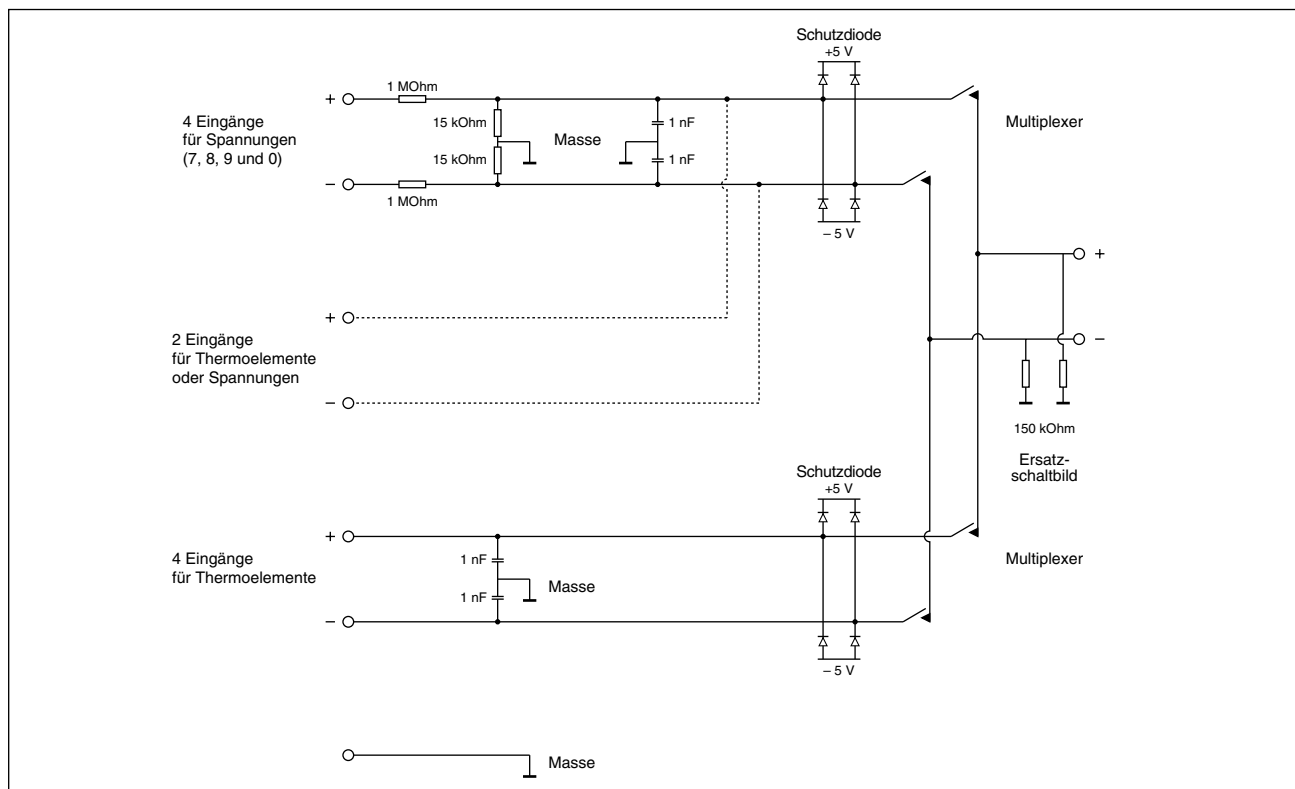 Schutzdiode
+5 V
1 MOhm
+
4 Eingänge
für Spannungen
(7, 8, 9 und 0)
15 kOhm
15 kOhm
Masse
1 nF
1 nF
Multiplexer
–
1 MOhm
– 5 V
+
–
+
2 Eingänge
für Thermoelemente
oder Spannungen
–
150 kOhm
Ersatz-
schaltbild
Schutzdiode
+5 V
+
4 Eingänge
für Thermoelemente
1 nF
1 nF
Masse
Multiplexer
–
– 5 V
Masse